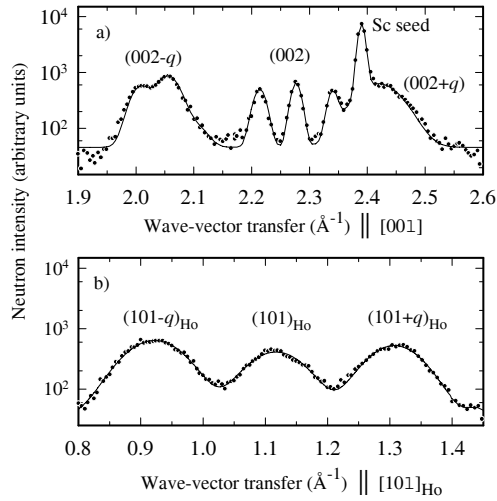 Neutron intensity (arbitrary units)
a)
(002-q)
(002)
Sc seed
(002+q)
10⁴
10³
10²
1.9 2.0 2.1 2.2 2.3 2.4 2.5 2.6
Wave-vector transfer (Å⁻¹) ∥ [001]
b)
(101-q)Ho
(101)Ho
(101+q)Ho
10⁴
10³
10²
0.8 0.9 1.0 1.1 1.2 1.3 1.4
Wave-vector transfer (Å⁻¹) ∥ [101]Ho